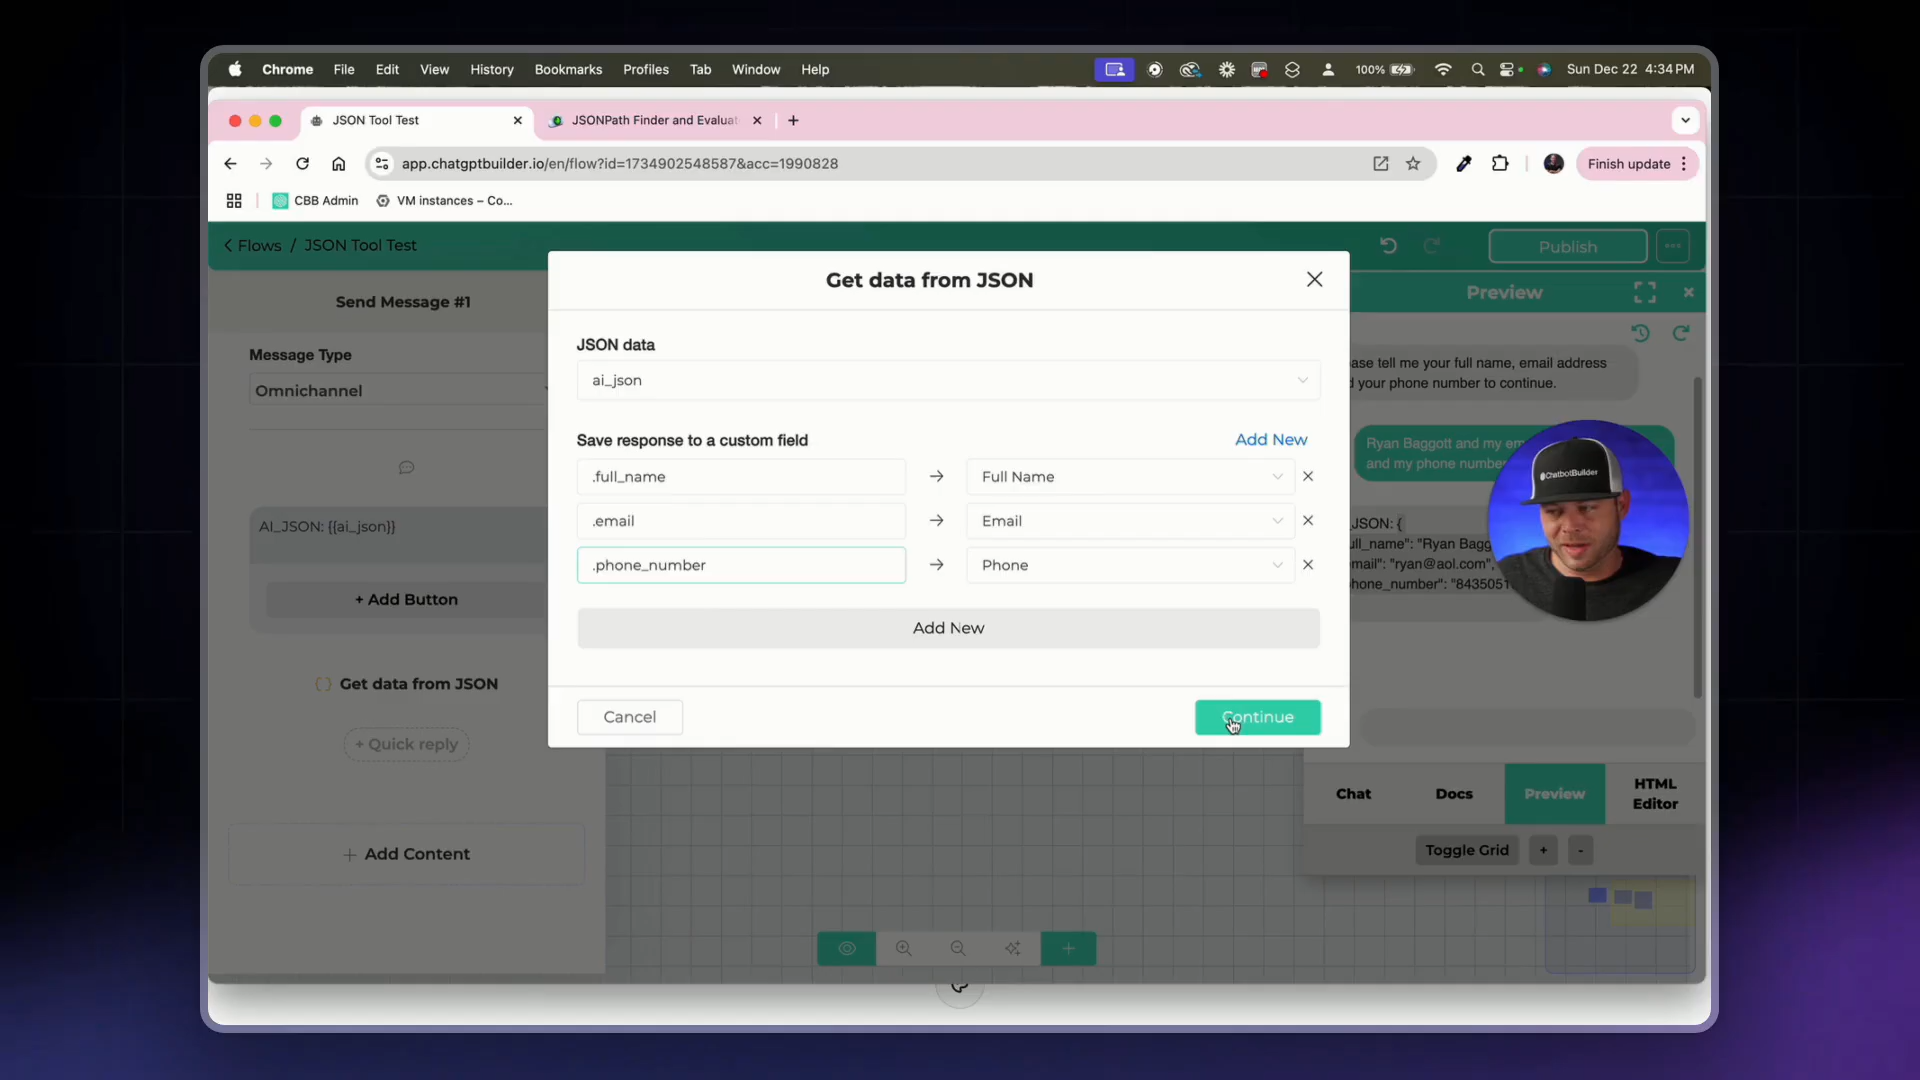 Chrome File Edit View History Bookmarks Profiles Tab Window Help
100% Sun Dec 22 4:34 PM
JSON Tool Test
JSONPath Finder and Evaluat
app.chatgptbuilder.io/en/flow?id=1734902548587&acc=1990828
Finish update
CBB Admin
VM instances – Co...
Flows / JSON Tool Test
Publish
Send Message #1
Message Type
Omnichannel
AI_JSON: {{ai_json}}
+ Add Button
Get data from JSON
+ Quick reply
+ Add Content
Get data from JSON
JSON data
ai_json
Save response to a custom field
Add New
.full_name → Full Name
.email → Email
.phone_number → Phone
Add New
Cancel
Continue
Preview
ase tell me your full name, email address
d your phone number to continue.
Ryan Baggott and my em
and my phone number
ChatbotBuilder
JSON: {
ull_name": "Ryan Bagg
email": "ryan@aol.com",
hone_number": "8435051
Chat
Docs
Preview
HTML
Editor
Toggle Grid + -